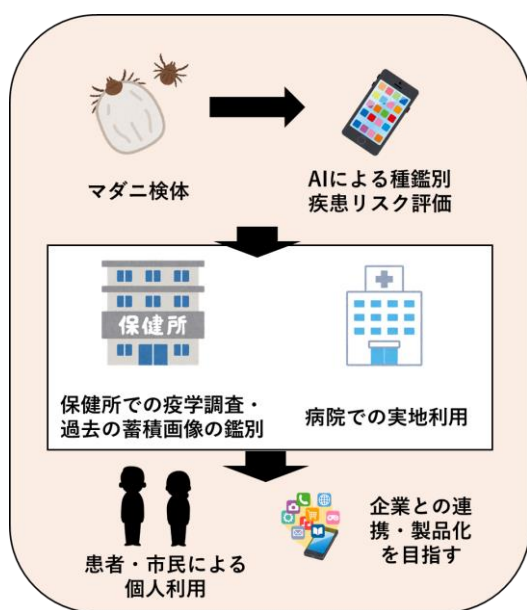 マダニ検体
AIによる種鑑別
疾患リスク評価
保健所
保健所での疫学調査・
過去の蓄積画像の鑑別
病院での実地利用
患者・市民による
個人利用
企業との連
携・製品化
を目指す